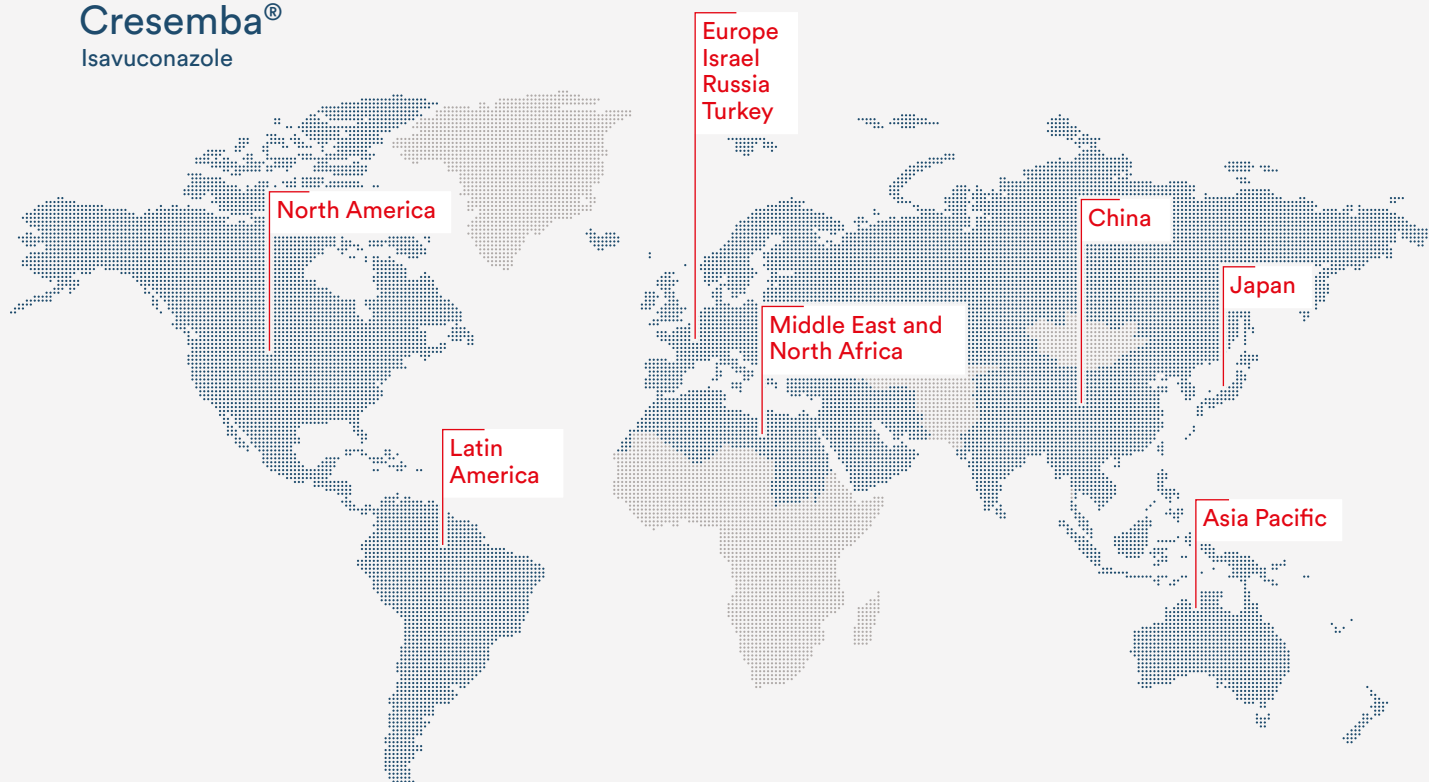 Cresemba®
Isavuconazole
Europe
Israel
Russia
Turkey
North America
China
Japan
Middle East and
North Africa
Latin
America
Asia Pacific